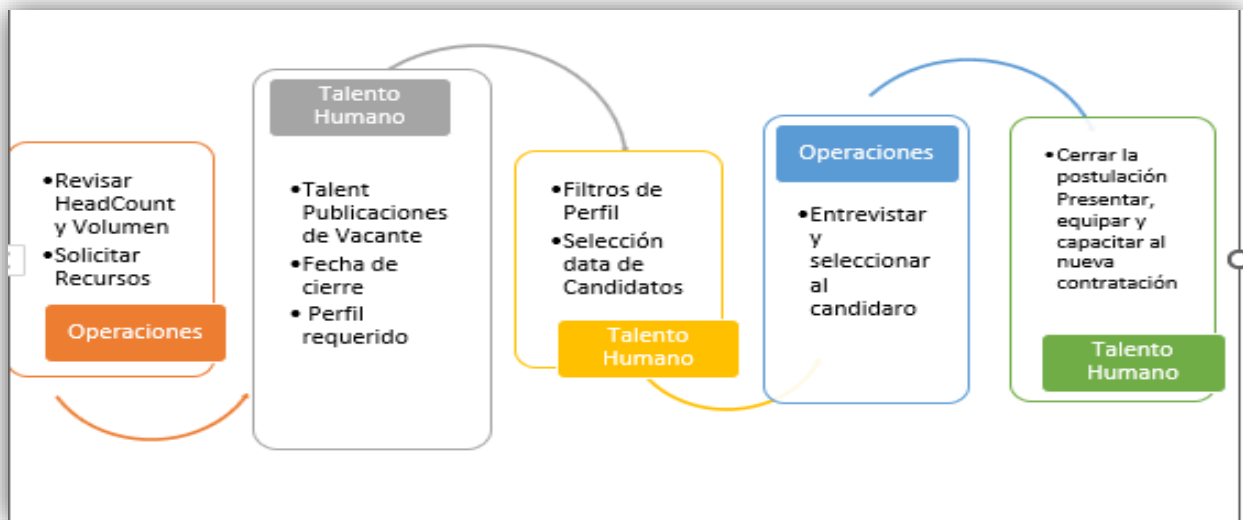 •Revisar
HeadCount
y Volumen
•Solicitar
Recursos
Operaciones
Talento
Humano
•Talent
Publicaciones
de Vacante
•Fecha de
cierre
• Perfil
requerido
•Filtros de
Perfil
•Selección
data de
Candidatos
Talento
Humano
Operaciones
•Entrevistar
y
seleccionar
al
candidaro
•Cerrar la
postulación
Presentar,
equipar y
capacitar al
nueva
contratación
Talento
Humano